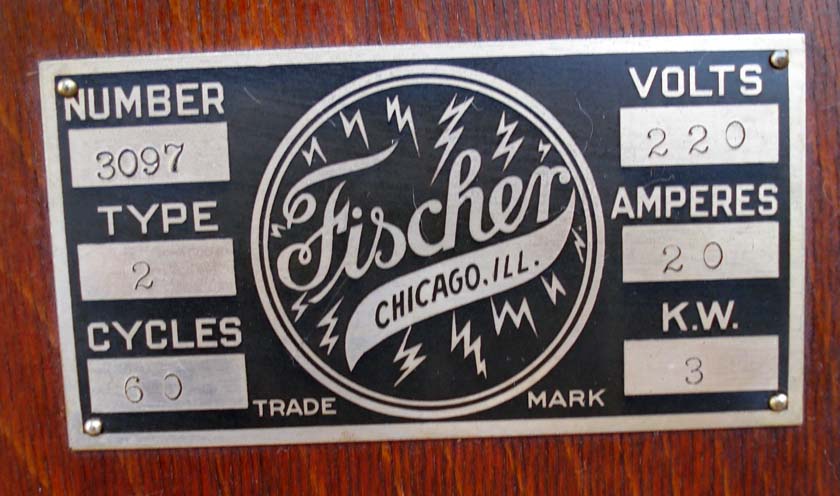 NUMBER
3097
TYPE
2
CYCLES
60
Fischer
CHICAGO, ILL.
TRADE MARK
VOLTS
220
AMPERES
20
K.W.
3